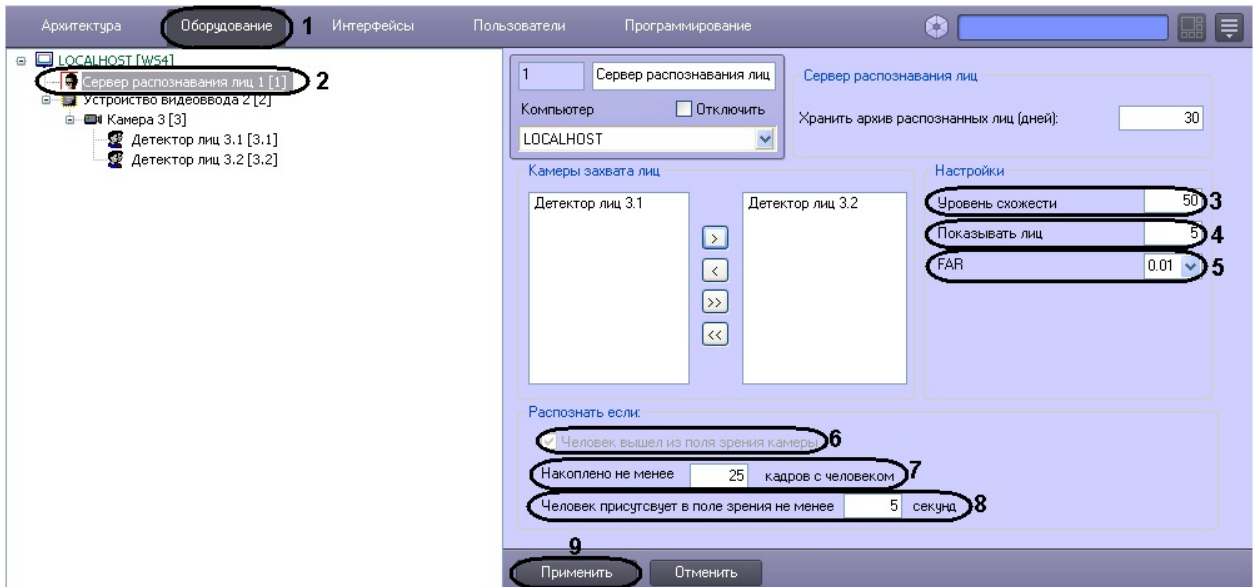 Архитектура Оборудование 1 Интерфейсы Пользователи Программирование
LOCALHOST [WS4]
Сервер распознавания лиц 1 [1] 2
Устройство видеоввода 2 [2]
Камера 3 [3]
Детектор лиц 3.1 [3.1]
Детектор лиц 3.2 [3.2]
1 Сервер распознавания лиц
Компьютер Отключить
LOCALHOST
Сервер распознавания лиц
Хранить архив распознанных лиц (дней): 30
Камеры захвата лиц
Детектор лиц 3.1
>
<
>>
<<
Детектор лиц 3.2
Настройки
Уровень схожести 50 3
Показывать лиц 5 4
FAR 0.01 5
Распознать если:
Человек вышел из поля зрения камеры 6
Накоплено не менее 25 кадров с человеком 7
Человек присутсвует в поле зрения не менее 5 секунд 8
9
Применить Отменить